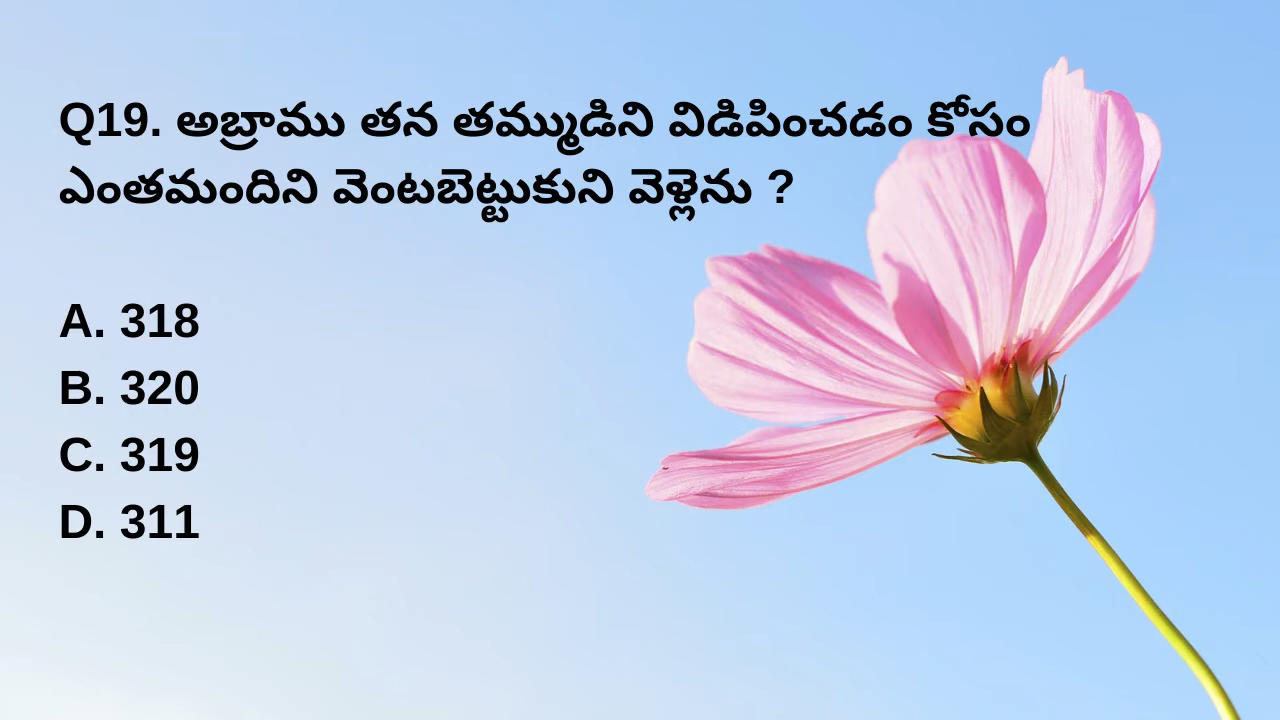 Q19. అబ్రాము తన తమ్ముడిని విడిపించడం కోసం
ఎంతమందిని వెంటబెట్టుకుని వెళ్లెను ?
A. 318
B. 320
C. 319
D. 311